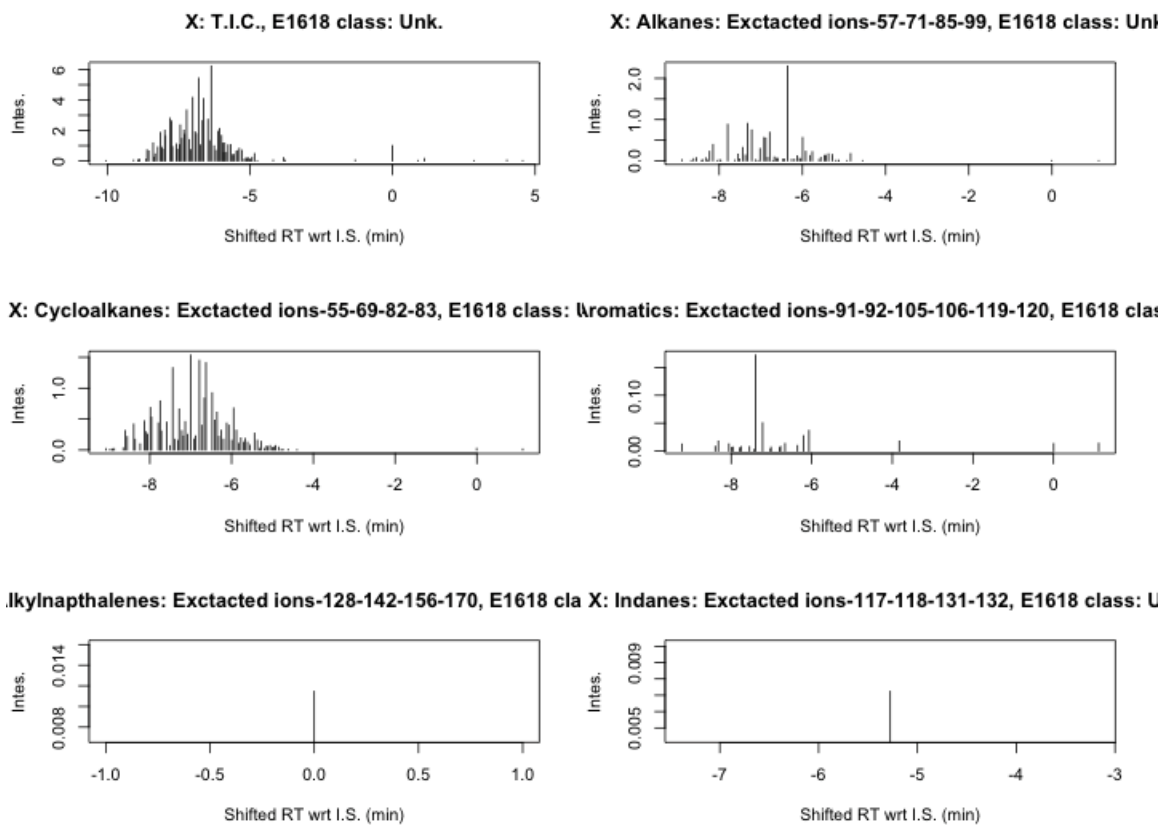 X: T.I.C., E1618 class: Unk.
Intes.
6
4
2
0
-10 -5 0 5
Shifted RT wrt I.S. (min)
X: Alkanes: Exctacted ions-57-71-85-99, E1618 class: Unk
Intes.
2.0
1.0
0.0
-8 -6 -4 -2 0
Shifted RT wrt I.S. (min)
X: Cycloalkanes: Exctacted ions-55-69-82-83, E1618 class: U
Intes.
1.0
0.0
-8 -6 -4 -2 0
Shifted RT wrt I.S. (min)
Aromatics: Exctacted ions-91-92-105-106-119-120, E1618 clas
Intes.
0.10
0.00
-8 -6 -4 -2 0
Shifted RT wrt I.S. (min)
lkylnapthalenes: Exctacted ions-128-142-156-170, E1618 cla
Intes.
0.014
0.008
-1.0 -0.5 0.0 0.5 1.0
Shifted RT wrt I.S. (min)
X: Indanes: Exctacted ions-117-118-131-132, E1618 class: U
Intes.
0.009
0.005
-7 -6 -5 -4 -3
Shifted RT wrt I.S. (min)